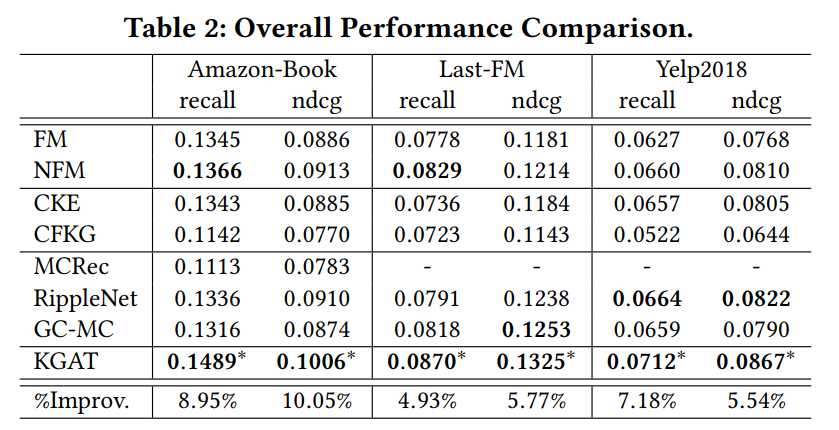 Table 2: Overall Performance Comparison.
Amazon-Book Last-FM Yelp2018
recall ndcg recall ndcg recall ndcg
FM 0.1345 0.0886 0.0778 0.1181 0.0627 0.0768
NFM 0.1366 0.0913 0.0829 0.1214 0.0660 0.0810
CKE 0.1343 0.0885 0.0736 0.1184 0.0657 0.0805
CFKG 0.1142 0.0770 0.0723 0.1143 0.0522 0.0644
MCRec 0.1113 0.0783 - - - -
RippleNet 0.1336 0.0910 0.0791 0.1238 0.0664 0.0822
GC-MC 0.1316 0.0874 0.0818 0.1253 0.0659 0.0790
KGAT 0.1489* 0.1006* 0.0870* 0.1325* 0.0712* 0.0867*
%Improv. 8.95% 10.05% 4.93% 5.77% 7.18% 5.54%